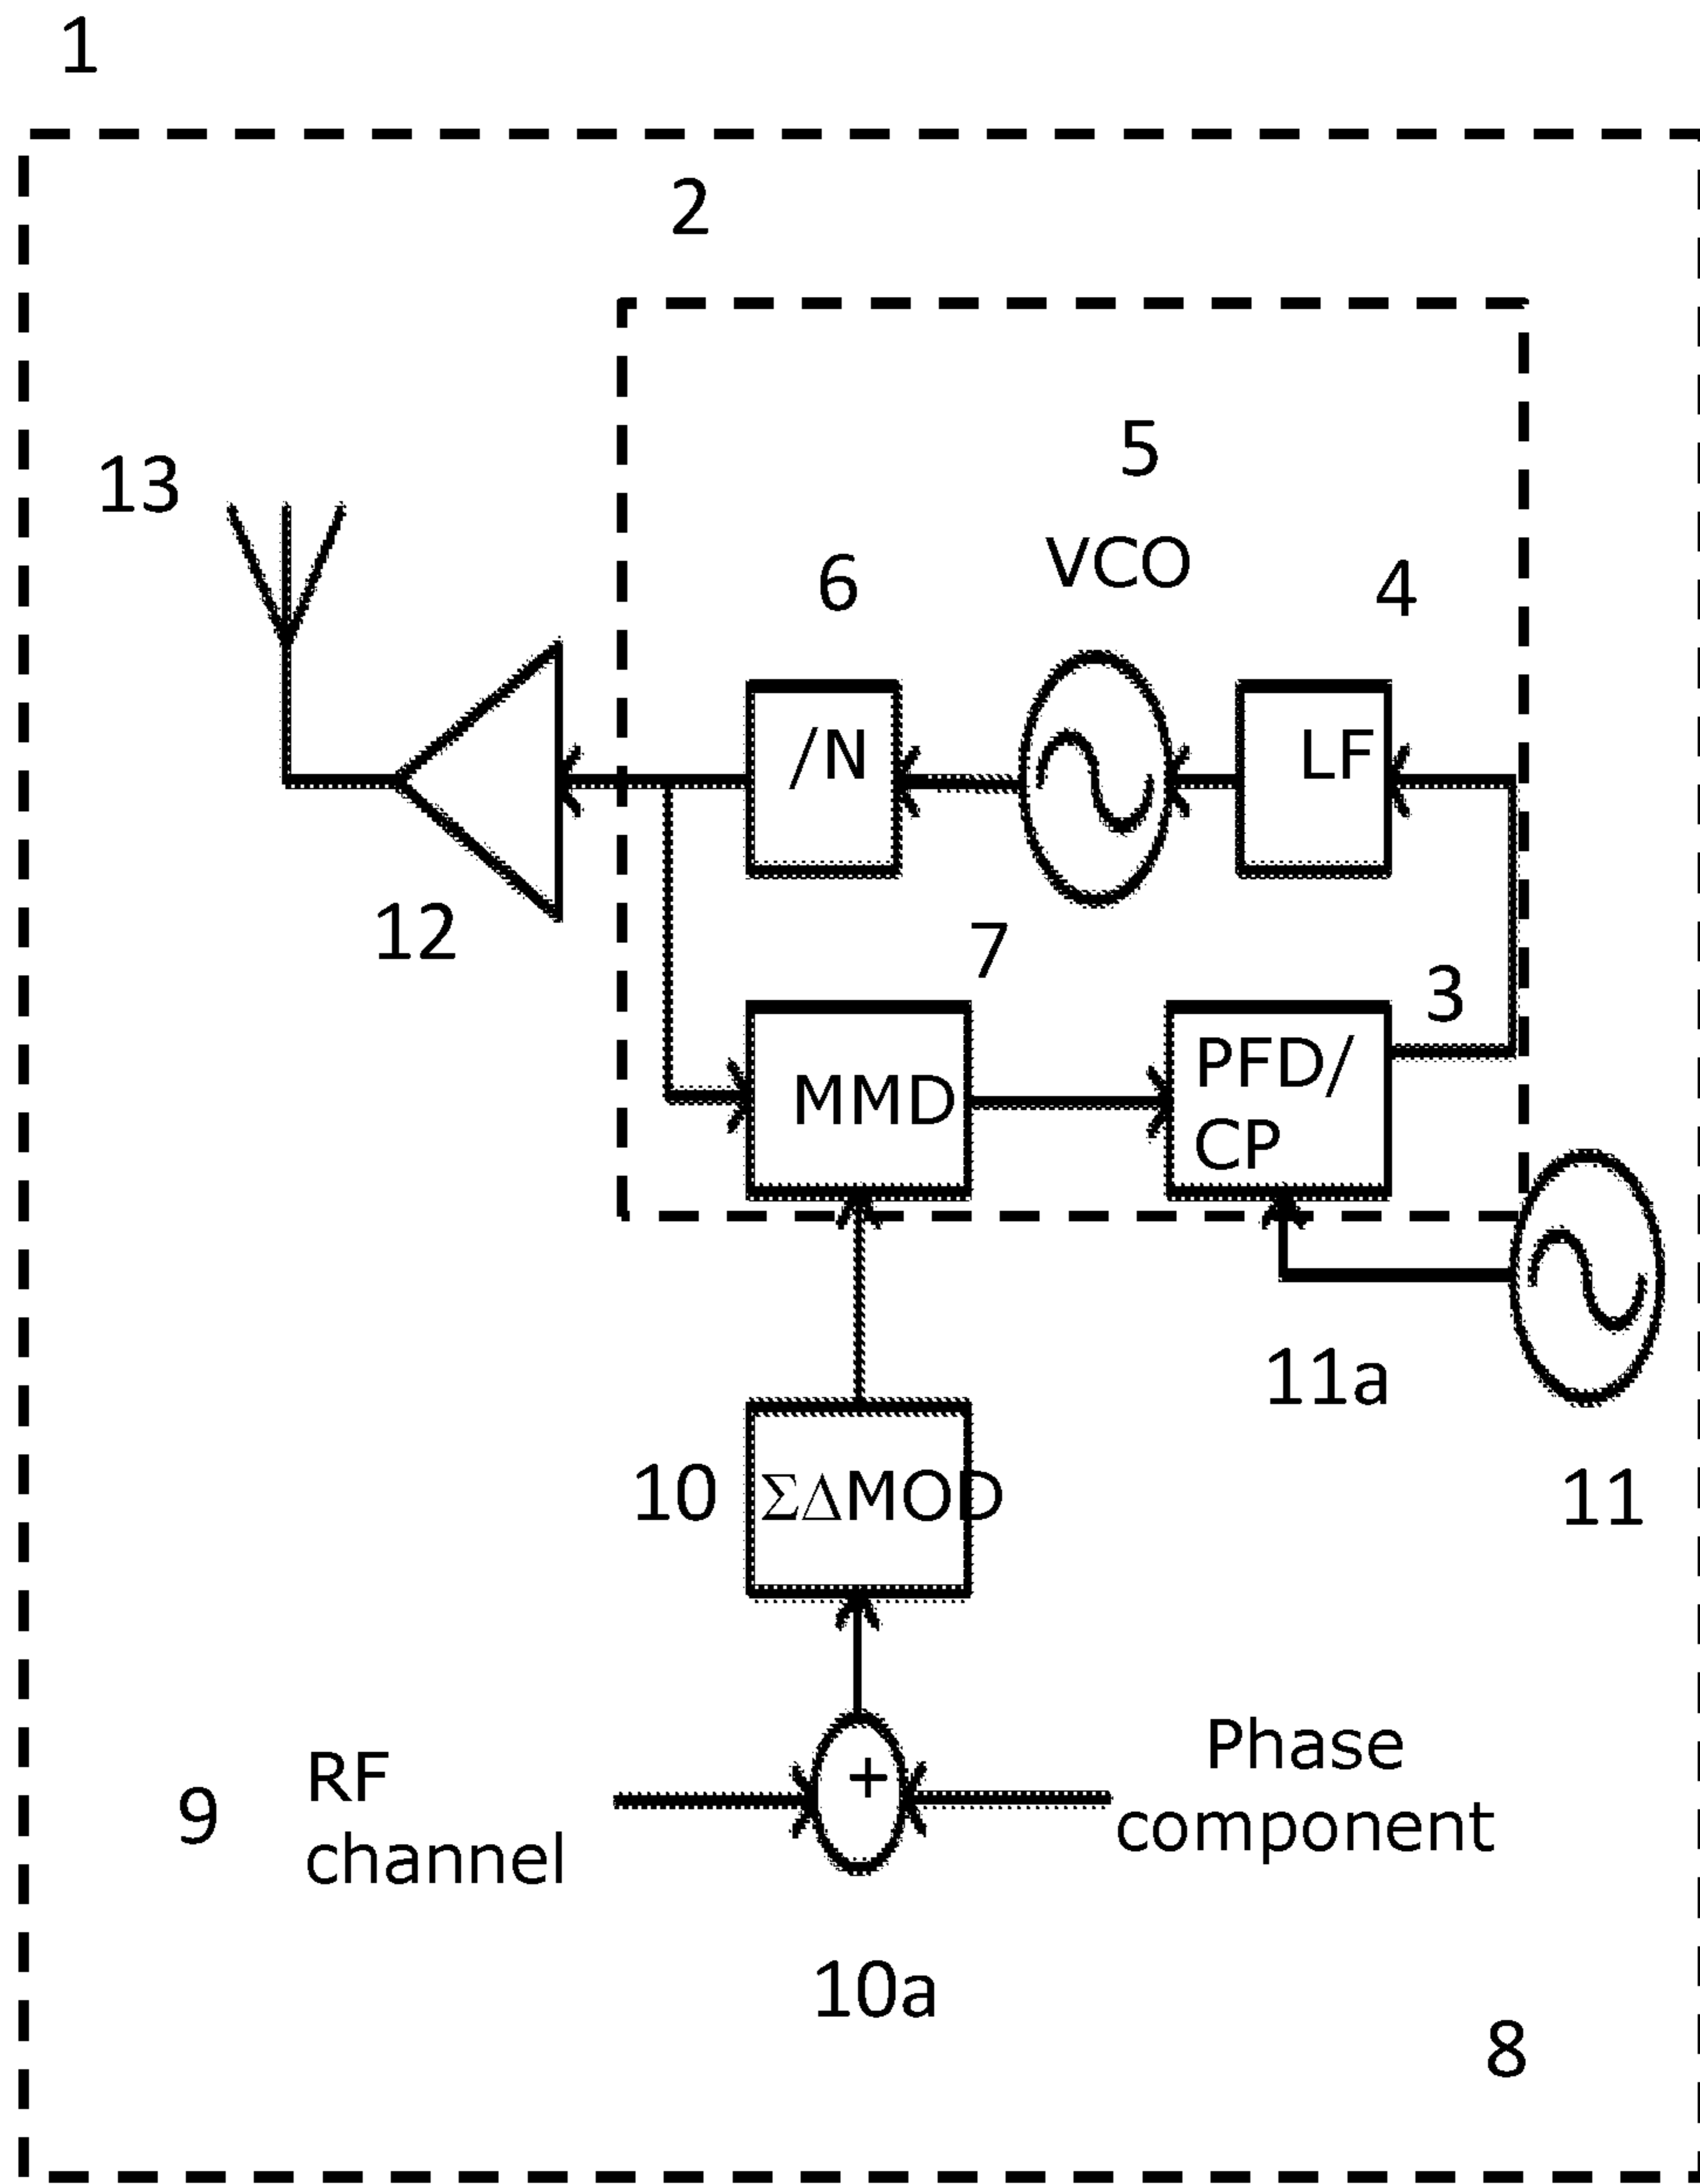 1
2
5
13
VCO
6
4
/N
LF
12
7
3
PFD/
CP
MMD
11a
10
ΣΔMOD
11
Phase
component
RF
channel
9
+
10a
8